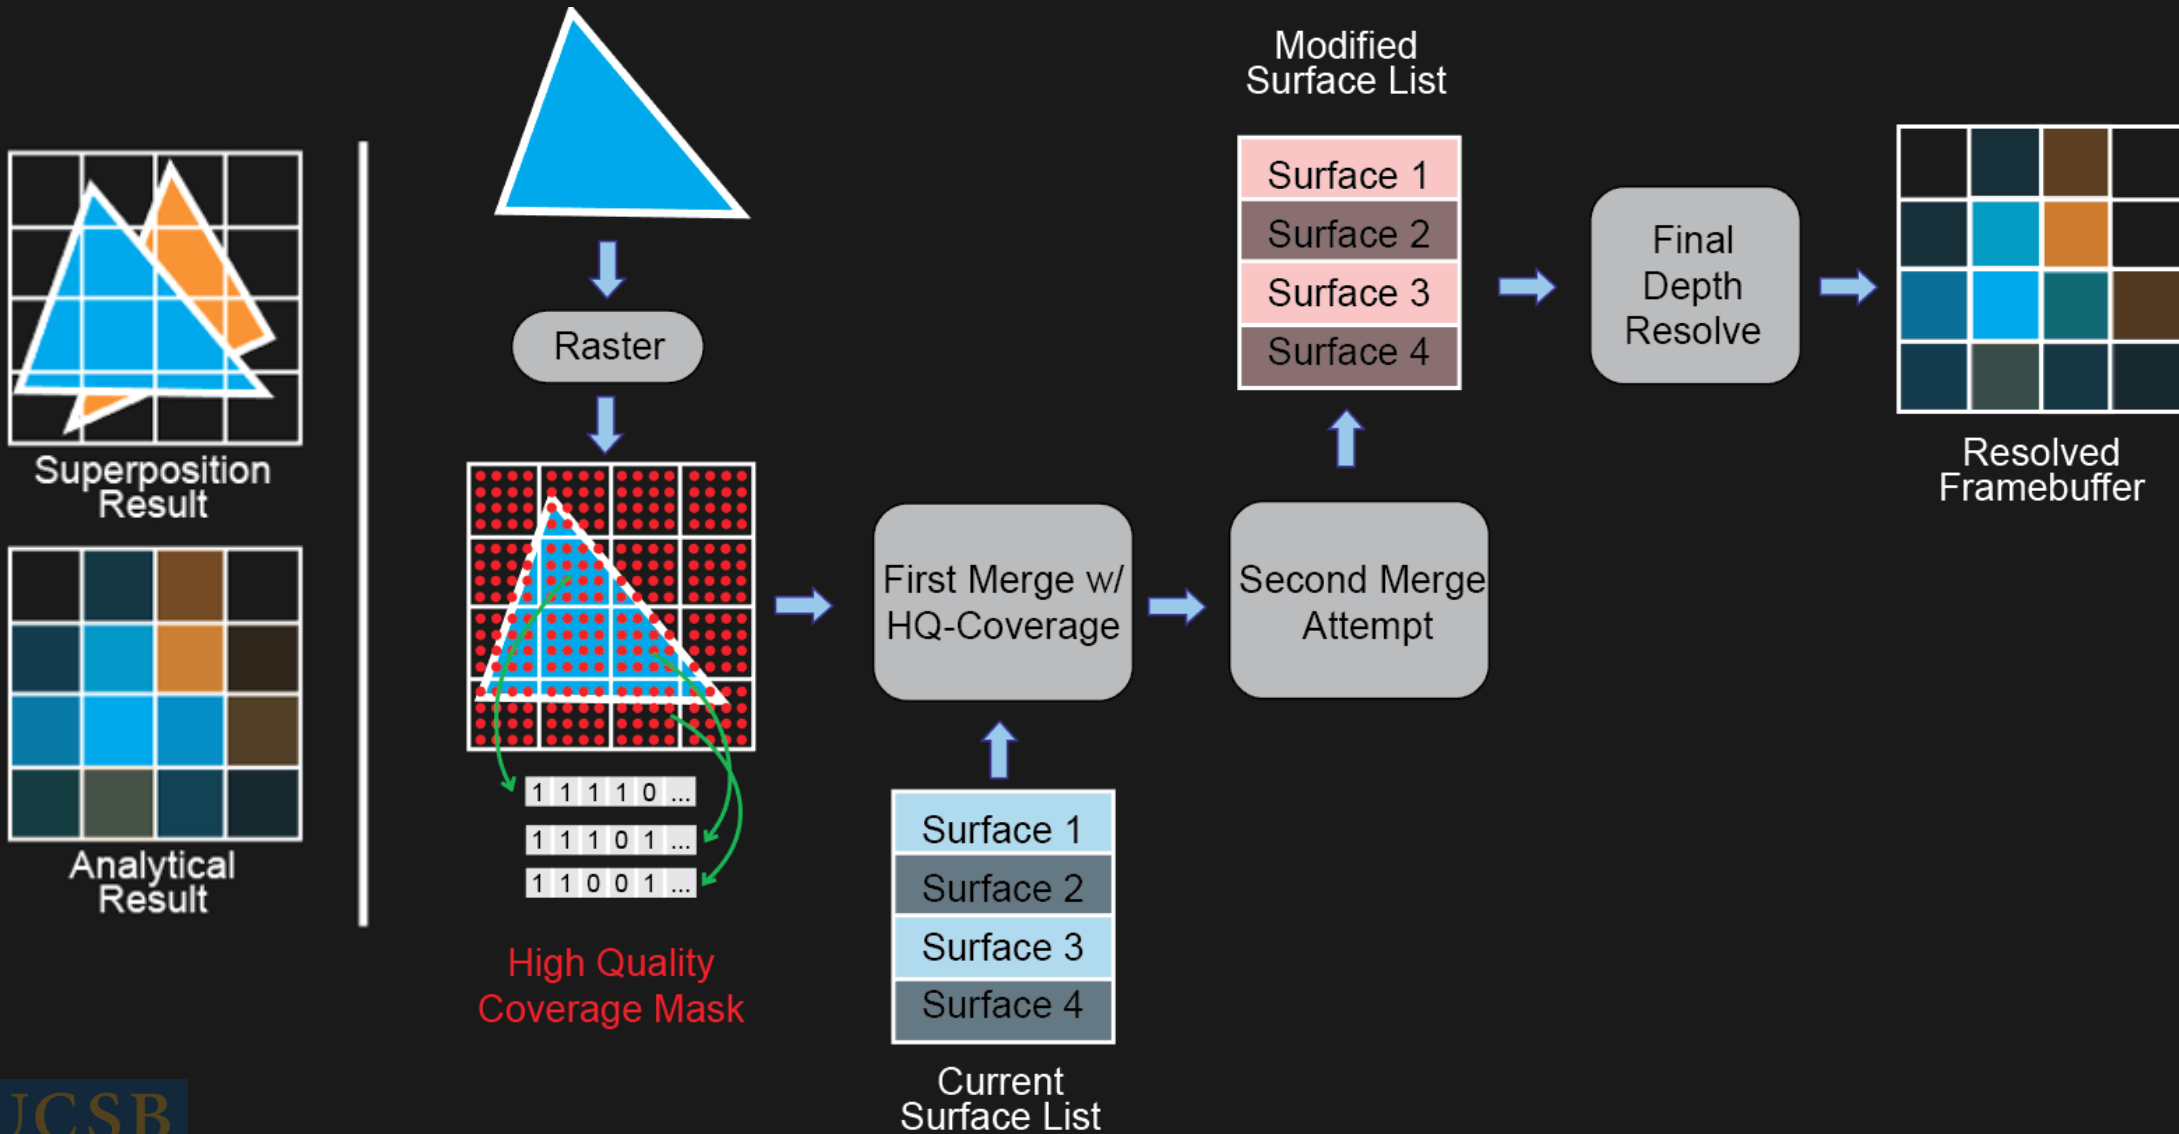 Superposition
Result
Analytical
Result
Raster
1 1 1 1 0 ...
1 1 1 0 1 ...
1 1 0 0 1 ...
High Quality
Coverage Mask
First Merge w/
HQ-Coverage
Surface 1
Surface 2
Surface 3
Surface 4
Current
Surface List
Second Merge
Attempt
Modified
Surface List
Surface 1
Surface 2
Surface 3
Surface 4
Final
Depth
Resolve
Resolved
Framebuffer
UCSB